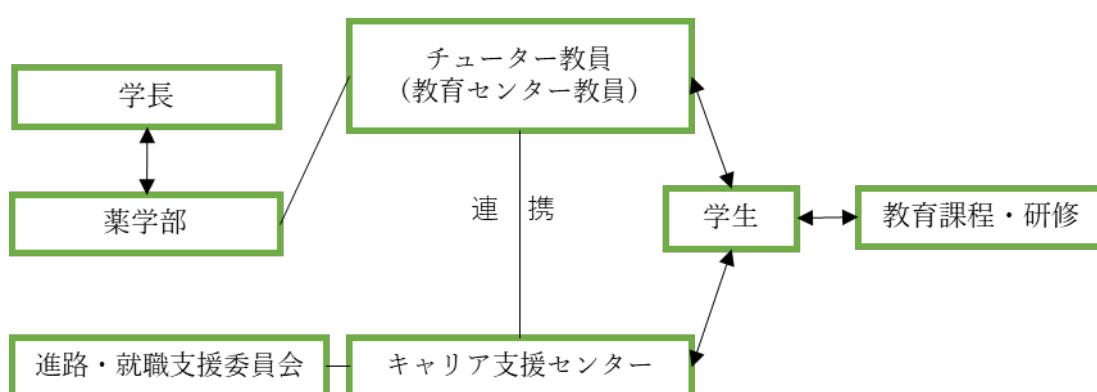 チューター教員
（教育センター教員）
学長
薬学部
連 携
学生
教育課程・研修
進路・就職支援委員会
キャリア支援センター